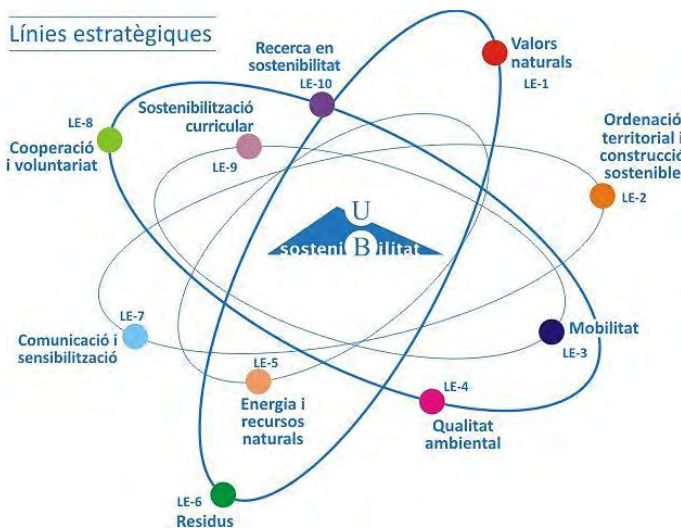 Línies estratègiques
Recerca en
sostenibilitat
LE-10
Valors
naturals
LE-1
Ordenació
territorial i
construcció
sostenible
LE-2
Mobilitat
LE-3
LE-4
Qualitat
ambiental
LE-5
Energia i
recursos
naturals
LE-6
Residus
LE-7
Comunicació i
sensibilització
LE-8
Cooperació
i voluntariat
Sostenibilització
curricular
LE-9
U
sosteniBilitat